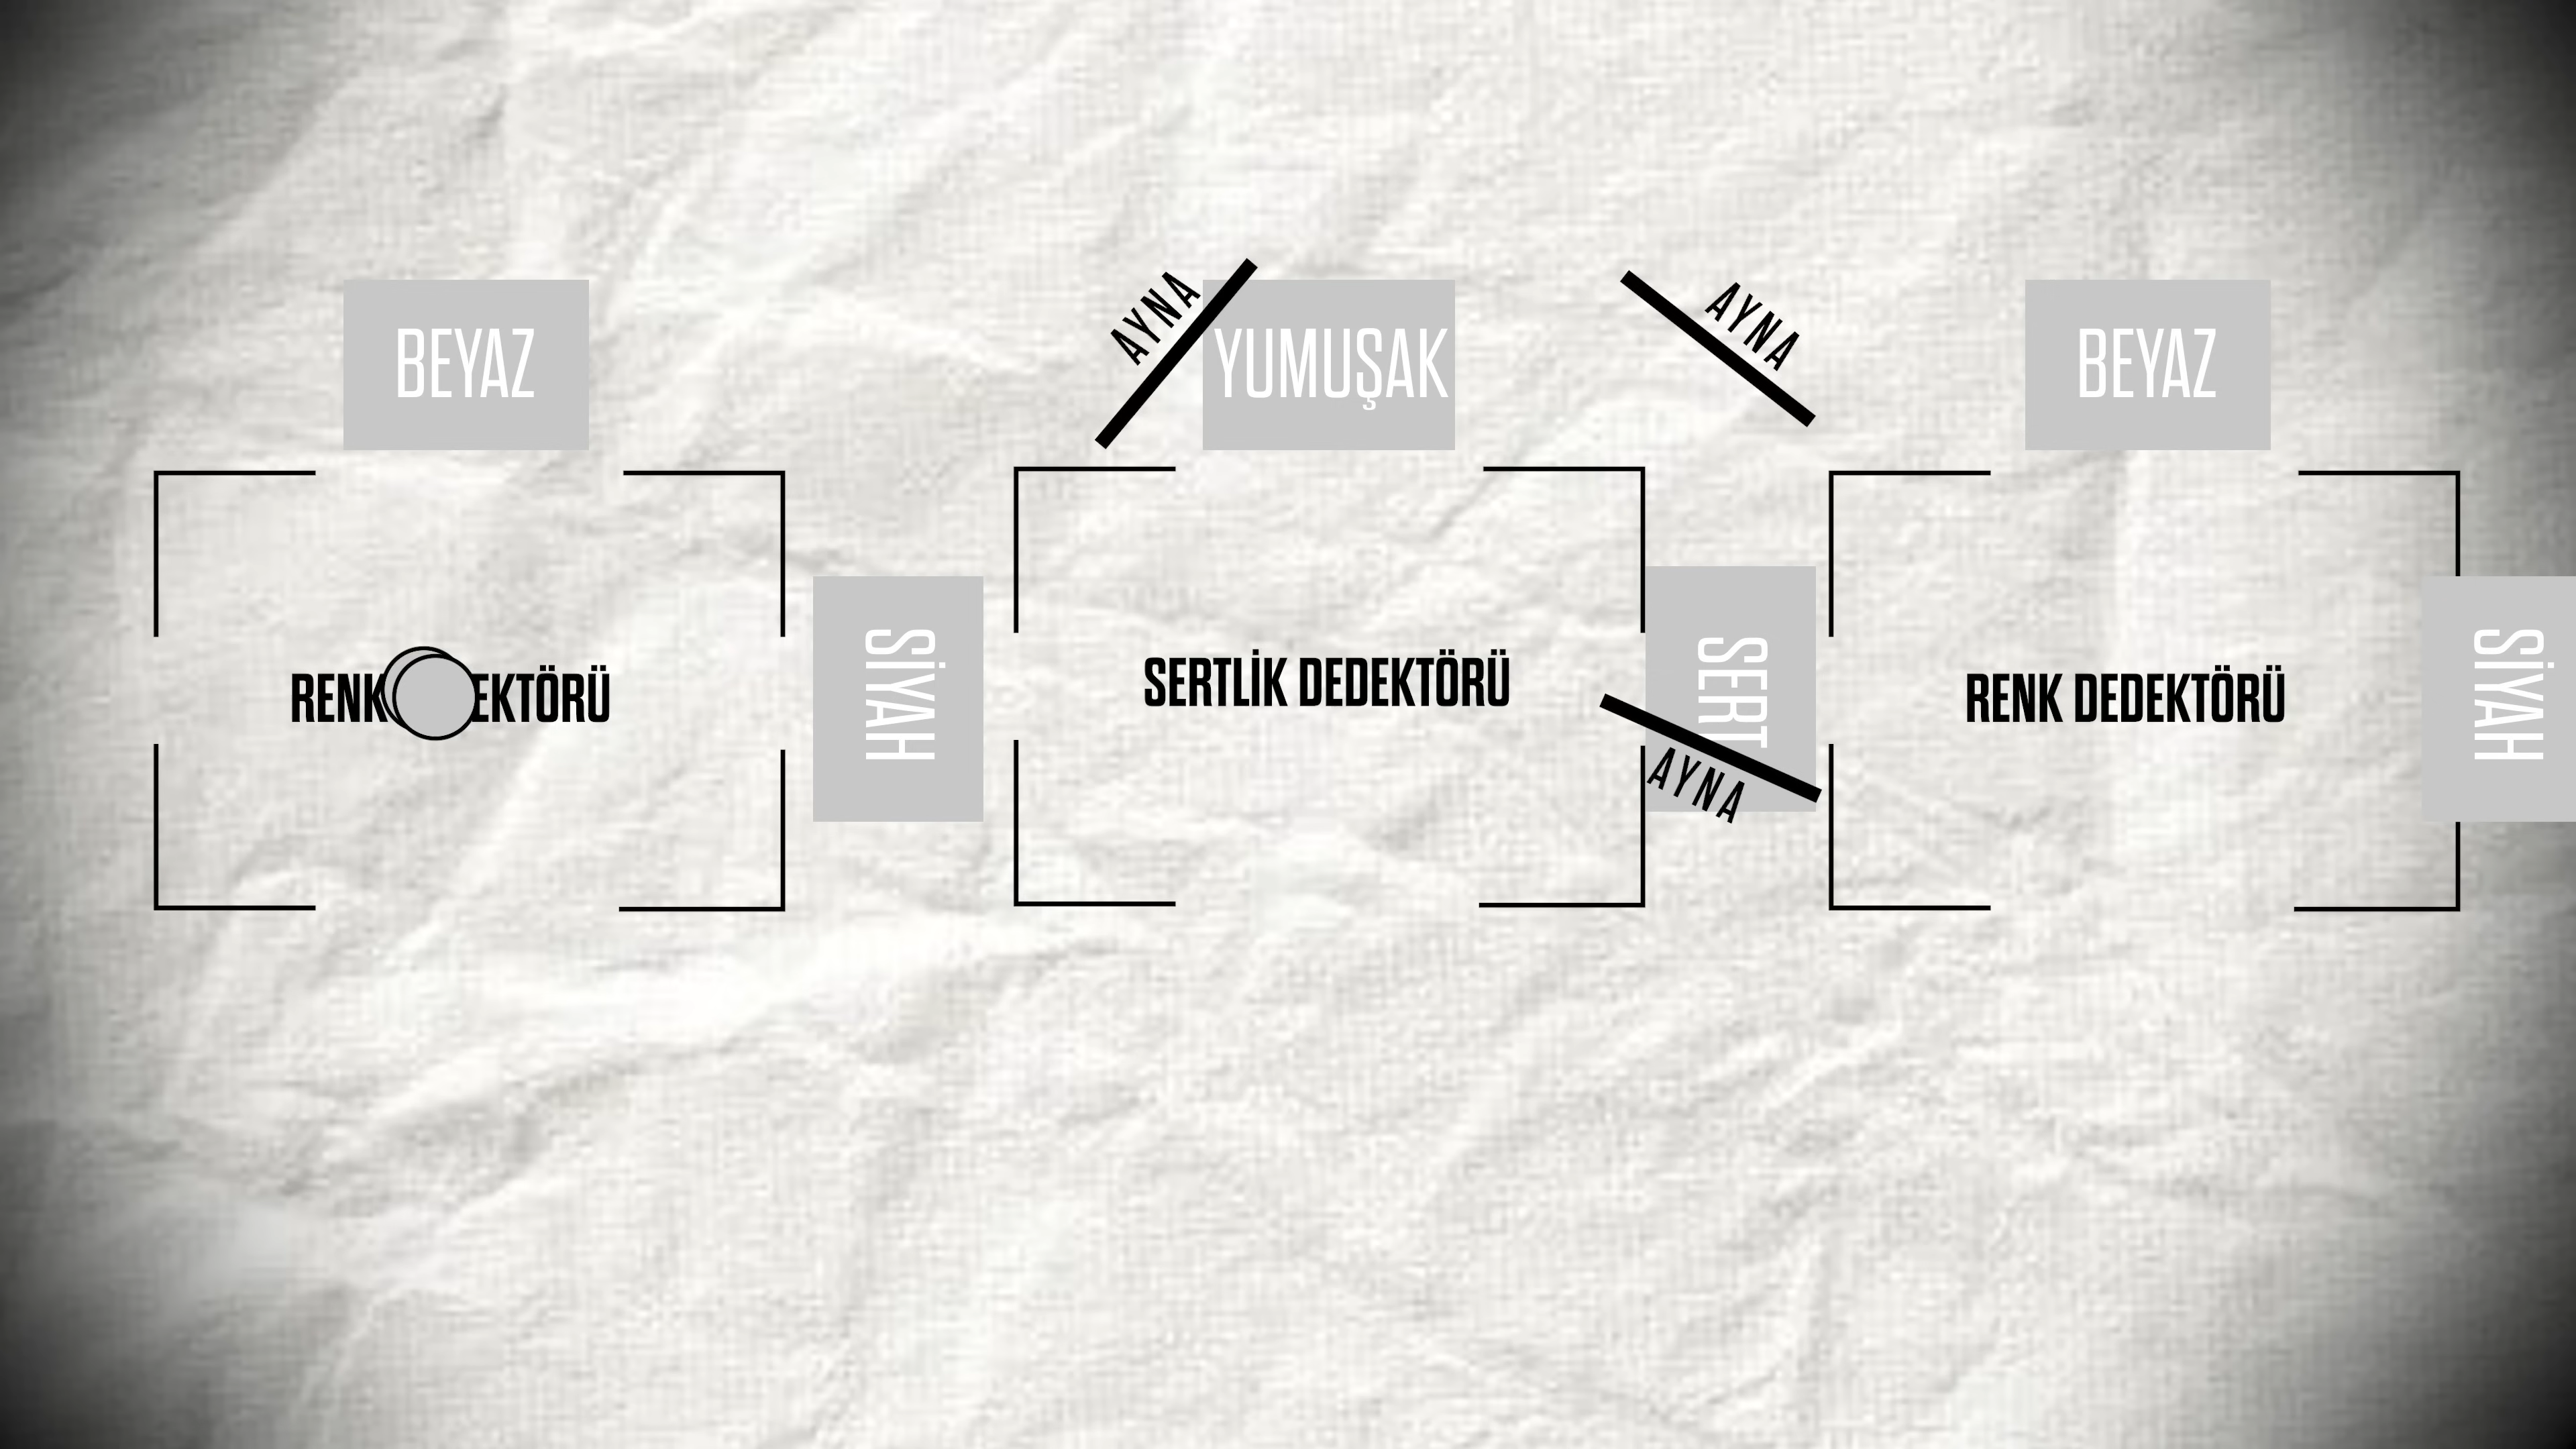 BEYAZ
AYNA
YUMUŞAK
AYNA
BEYAZ
RENK EKTÖRÜ
SİYAH
SERTLİK DEDEKTÖRÜ
SERT
AYNA
RENK DEDEKTÖRÜ
SİYAH